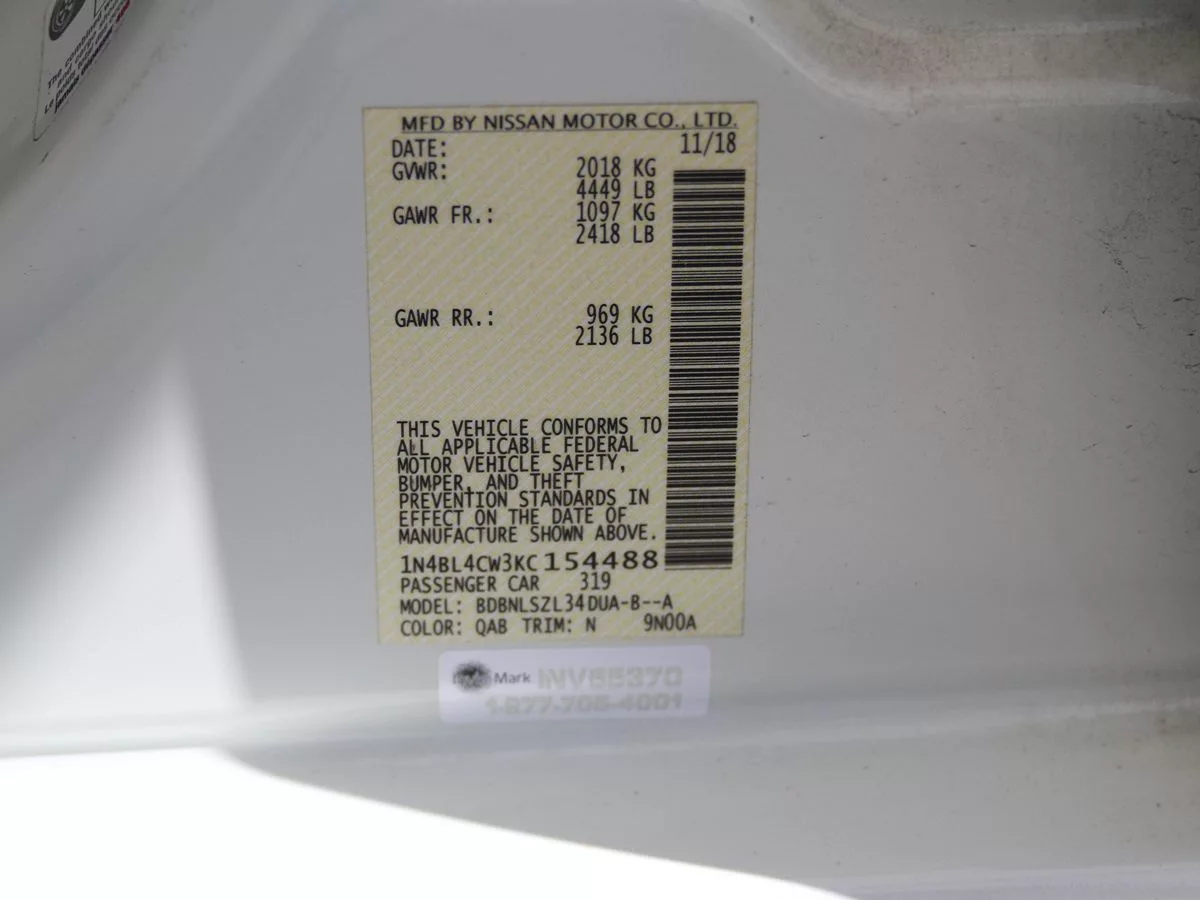 The combined
MFD BY NISSAN MOTOR CO., LTD.
DATE: 11/18
GVWR: 2018 KG
4449 LB
GAWR FR.: 1097 KG
2418 LB
GAWR RR.: 969 KG
2136 LB
THIS VEHICLE CONFORMS TO
ALL APPLICABLE FEDERAL
MOTOR VEHICLE SAFETY,
BUMPER, AND THEFT
PREVENTION STANDARDS IN
EFFECT ON THE DATE OF
MANUFACTURE SHOWN ABOVE.
1N4BL4CW3KC154488
PASSENGER CAR 319
MODEL: BDBNLSZL34DUA-B--A
COLOR: QAB TRIM: N 9N00A
Mark INV55370
1-877-705-4001